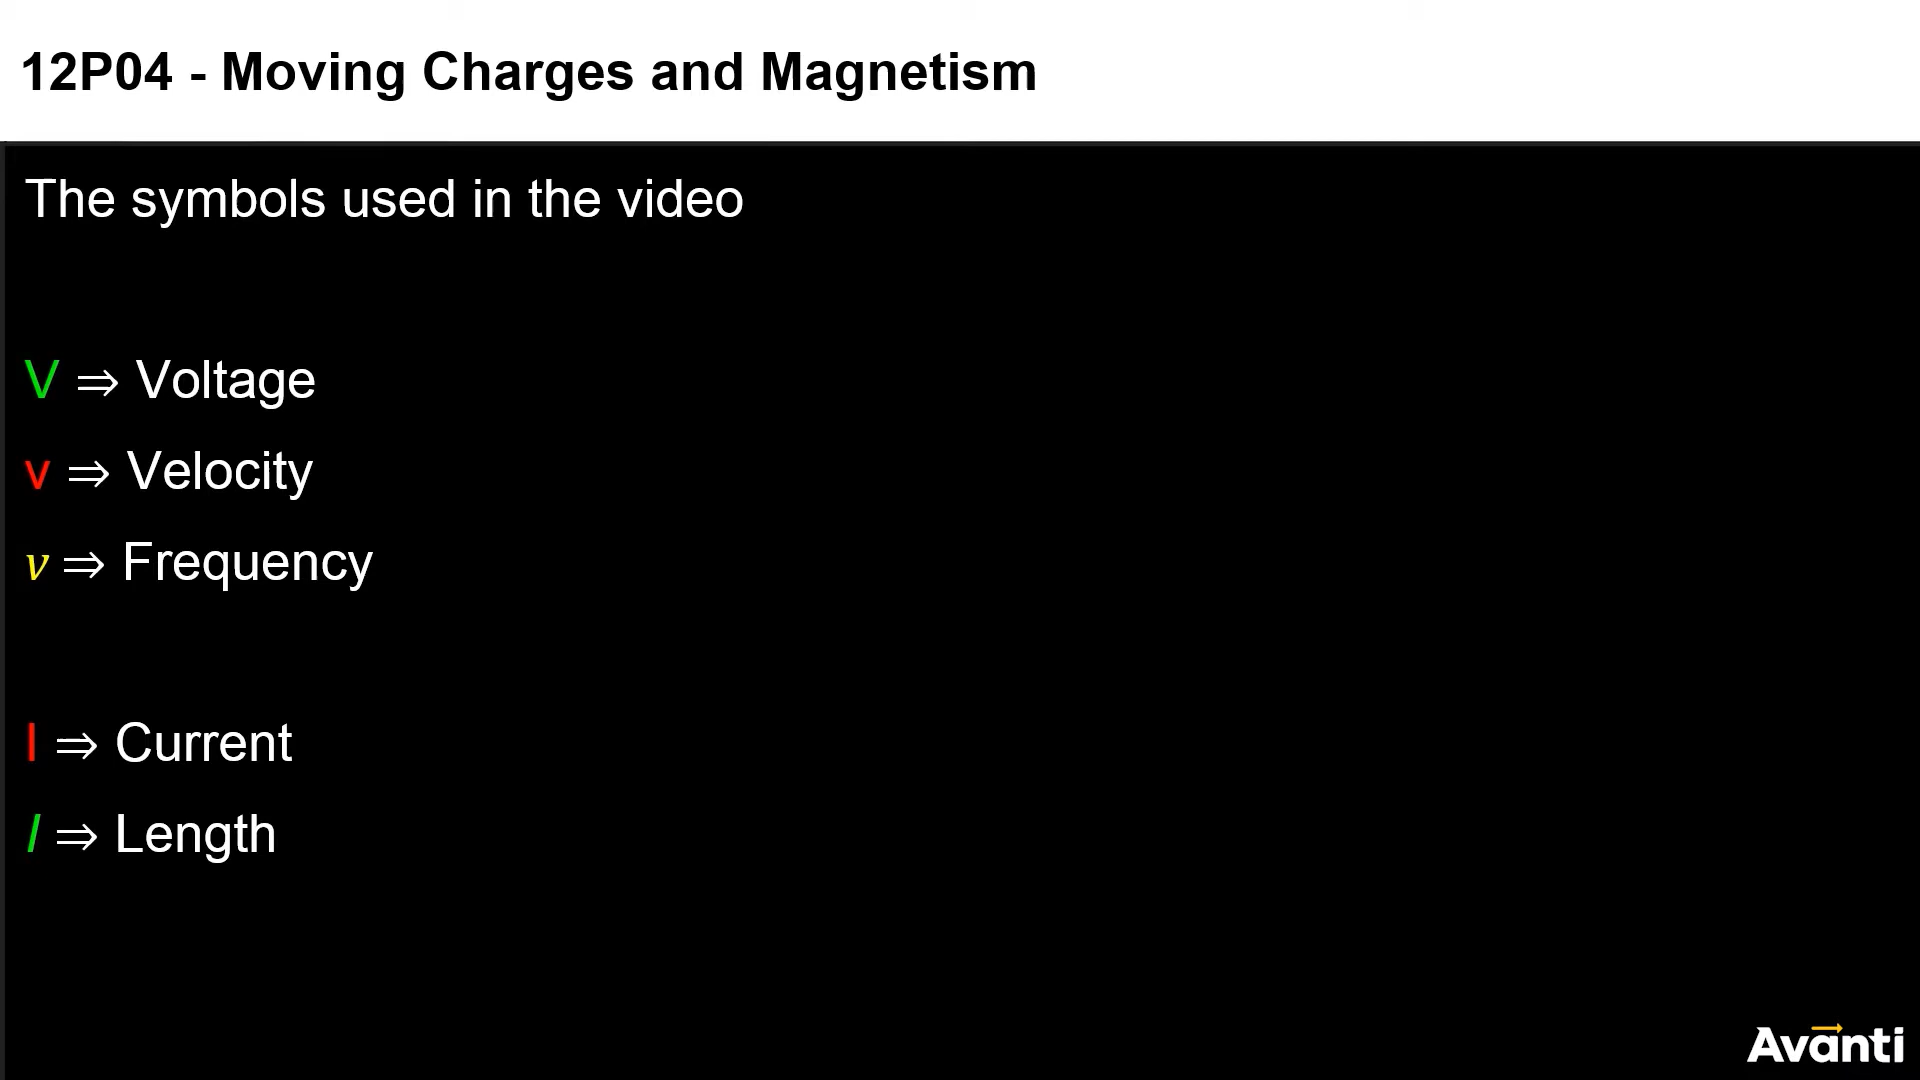 12P04 - Moving Charges and Magnetism
The symbols used in the video
V ⇒ Voltage
v ⇒ Velocity
𝜈 ⇒ Frequency
I ⇒ Current
l ⇒ Length
Avanti